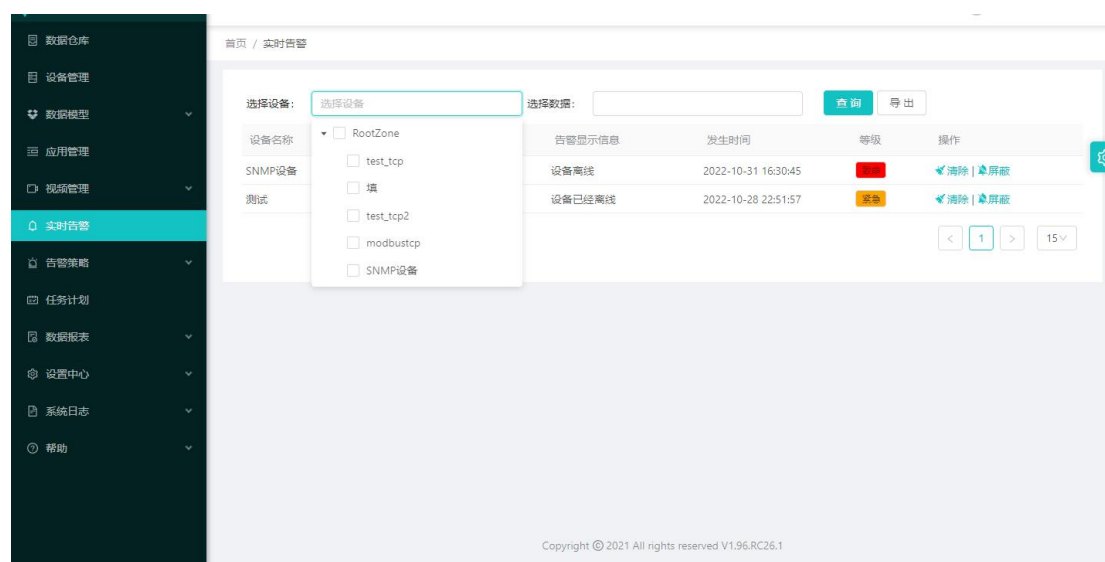 数据仓库
设备管理
数据模型
应用管理
视频管理
实时告警
告警策略
任务计划
数据报表
设置中心
系统日志
帮助
首页 / 实时告警
选择设备: 选择设备 选择数据: 查询 导出
设备名称 告警显示信息 发生时间 等级 操作
SNMP设备 设备离线 2022-10-31 16:30:45 清除 | 屏蔽
测试 设备已经离线 2022-10-28 22:51:57 紧急 清除 | 屏蔽
< 1 > 15
RootZone
test_tcp
填
test_tcp2
modbustcp
SNMP设备
Copyright © 2021 All rights reserved V1.96.RC26.1